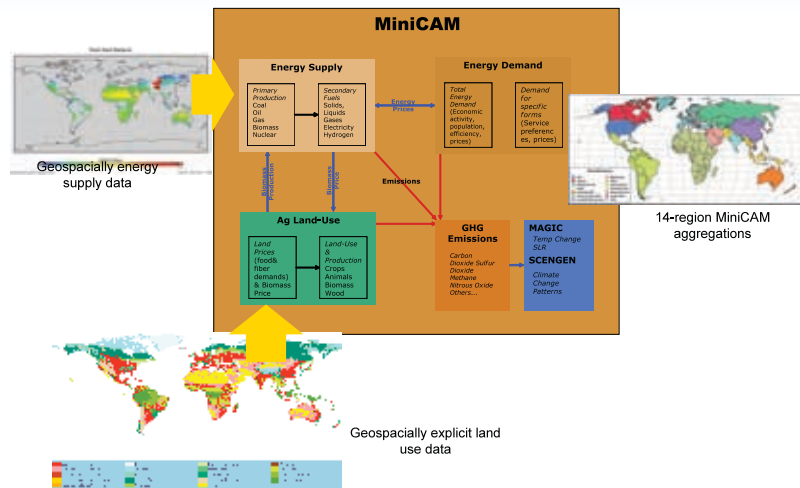 MiniCAM
Energy Supply
Primary
Production
Coal
Oil
Gas
Biomass
Nuclear
Secondary
Fuels
Solids,
Liquids
Gases
Electricity
Hydrogen
Energy
Prices
Energy Demand
Total
Energy
Demand
(Economic
activity,
population,
efficiency,
prices)
Demand
for
specific
forms
(Service
preferenc
es, prices)
Geospacially energy
supply data
Biomass
Production
Biomass
Price
Emissions
14-region MiniCAM
aggregations
Ag Land-Use
Land
Prices
(food&
fiber
demands)
& Biomass
Price
Land-Use
&
Production
Crops
Animals
Biomass
Wood
GHG
Emissions
Carbon
Dioxide Sulfur
Dioxide
Methane
Nitrous Oxide
Others...
MAGIC
Temp Change
SLR
SCENGEN
Climate
Change
Patterns
Geospacially explicit land
use data